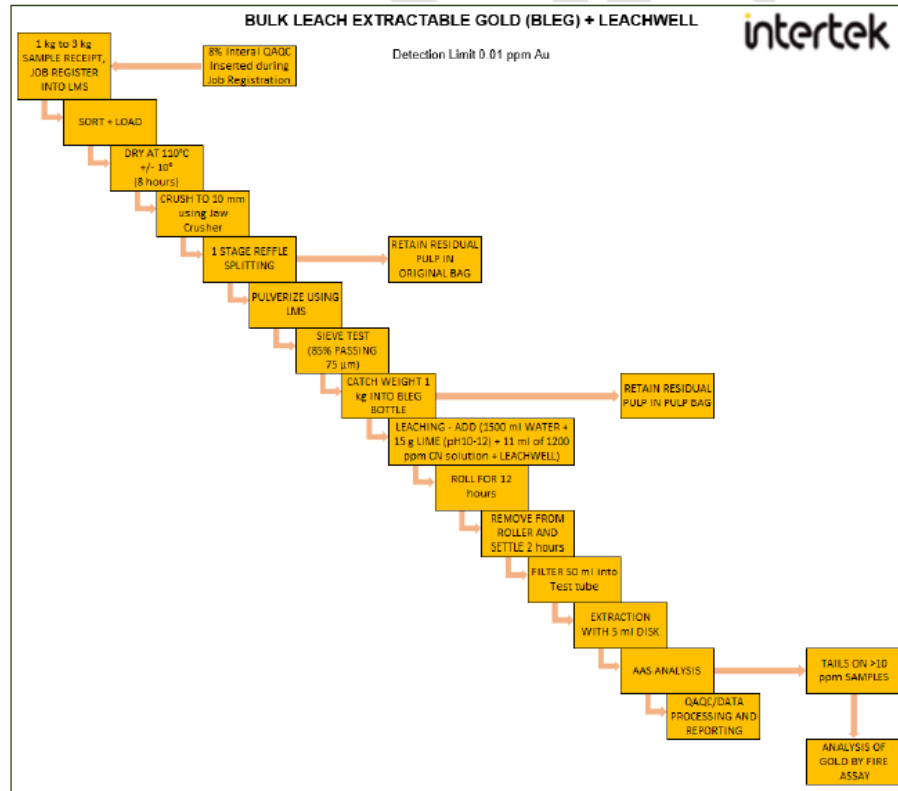 BULK LEACH EXTRACTABLE GOLD (BLEG) + LEACHWELL
intertek
Detection Limit 0.01 ppm Au
1 kg to 3 kg
SAMPLE RECEIPT,
JOB REGISTER
INTO LMS
8% Interal QAQC
Inserted during
Job Registration
SORT + LOAD
DRY AT 110°C
+/- 10°
(8 hours)
CRUSH TO 10 mm
using Jaw
Crusher
1 STAGE REFFLE
SPLITTING
RETAIN RESIDUAL
PULP IN
ORIGINAL BAG
PULVERIZE USING
LMS
SIEVE TEST
(85% PASSING
75 µm)
CATCH WEIGHT 1
kg INTO BLEG
BOTTLE
RETAIN RESIDUAL
PULP IN PULP BAG
LEACHING - ADD (1500 ml WATER +
15 g LIME (pH10-12) + 11 ml of 1200
ppm CN solution + LEACHWELL)
ROLL FOR 12
hours
REMOVE FROM
ROLLER AND
SETTLE 2 hours
FILTER 50 ml into
Test tube
EXTRACTION
WITH 5 ml DISK
AAS ANALYSIS
TAILS ON >10
ppm SAMPLES
QAQC/DATA
PROCESSING AND
REPORTING
ANALYSIS OF
GOLD BY FIRE
ASSAY